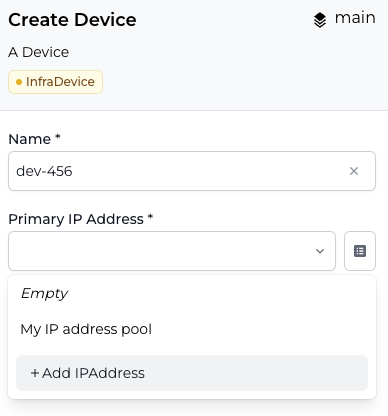 Create Device
main
A Device
InfraDevice
Name *
dev-456
Primary IP Address *
Empty
My IP address pool
+ Add IPAddress